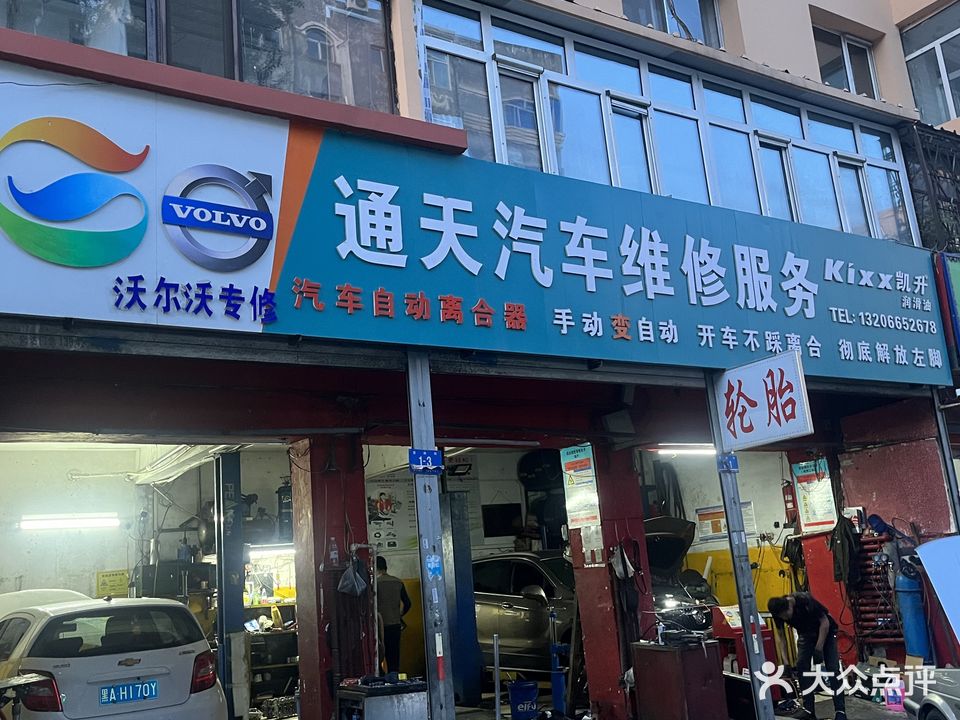 VOLVO
沃尔沃专修
通天汽车维修服务
Kixx凯升
润滑油
TEL: 13206652678
汽车自动离合器 手动变自动 开车不踩离合 彻底解放左脚
轮胎
1-3
黑A·H170Y
大众点评